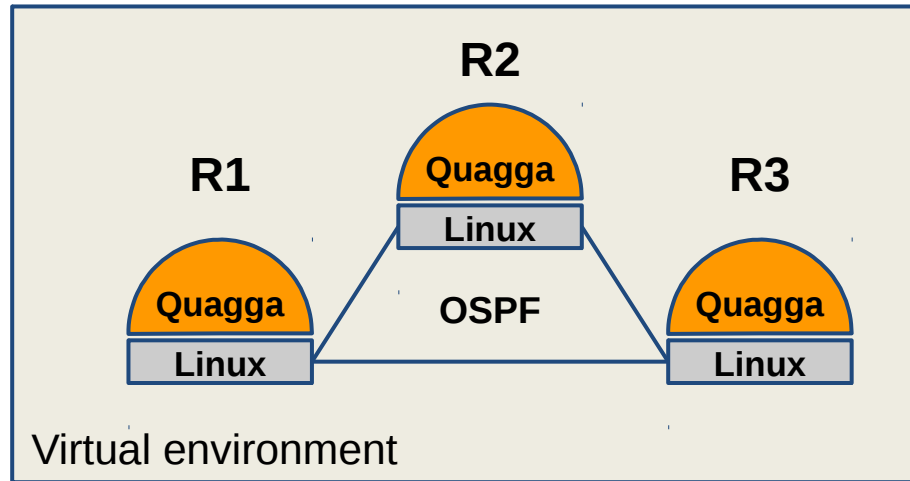 R2
Quagga
Linux
R1
Quagga
Linux
R3
Quagga
Linux
OSPF
Virtual environment